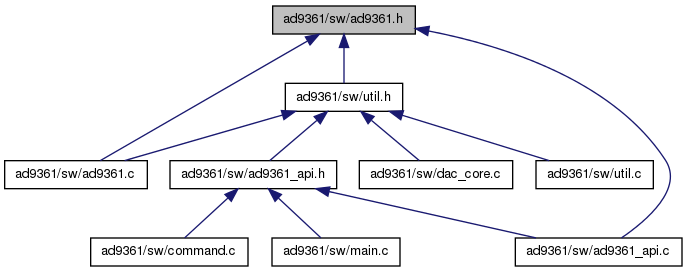 ad9361/sw/ad9361.h
ad9361/sw/util.h
ad9361/sw/ad9361.c
ad9361/sw/ad9361_api.h
ad9361/sw/dac_core.c
ad9361/sw/util.c
ad9361/sw/command.c
ad9361/sw/main.c
ad9361/sw/ad9361_api.c